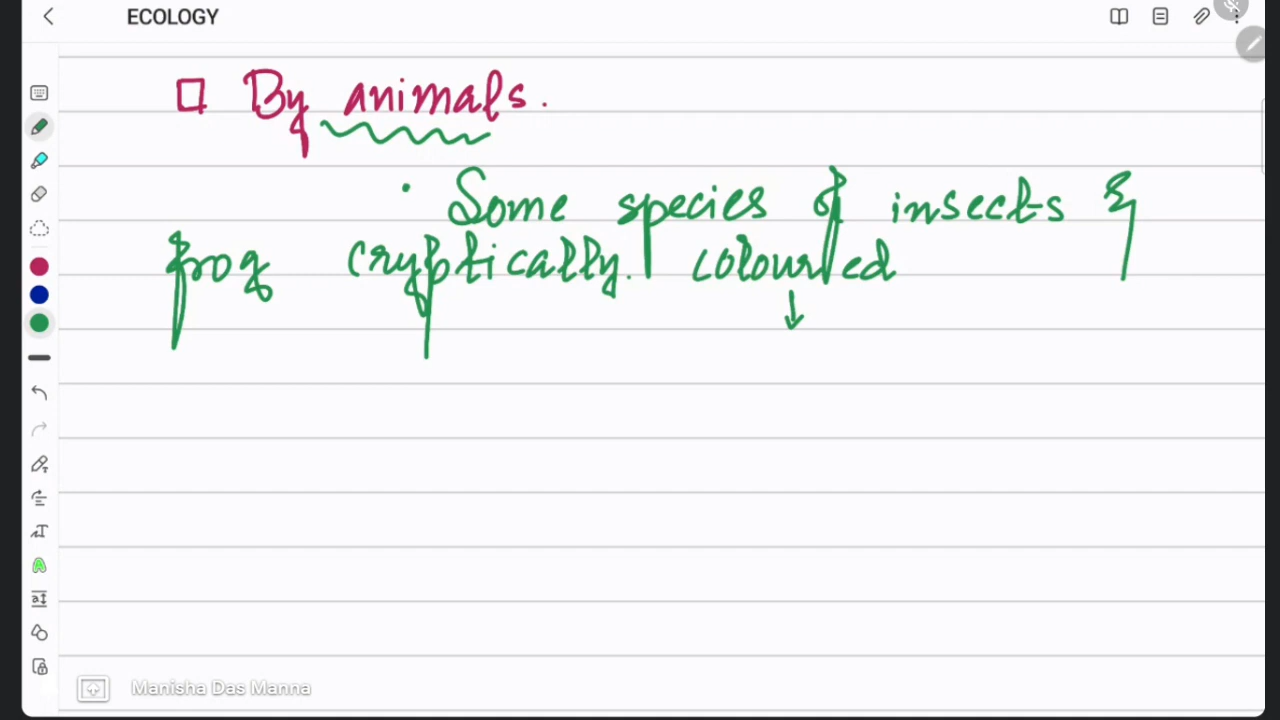 ECOLOGY
□ By animals.
• Some species of insects &
frog cryptically. coloured
↓
Manisha Das Manna